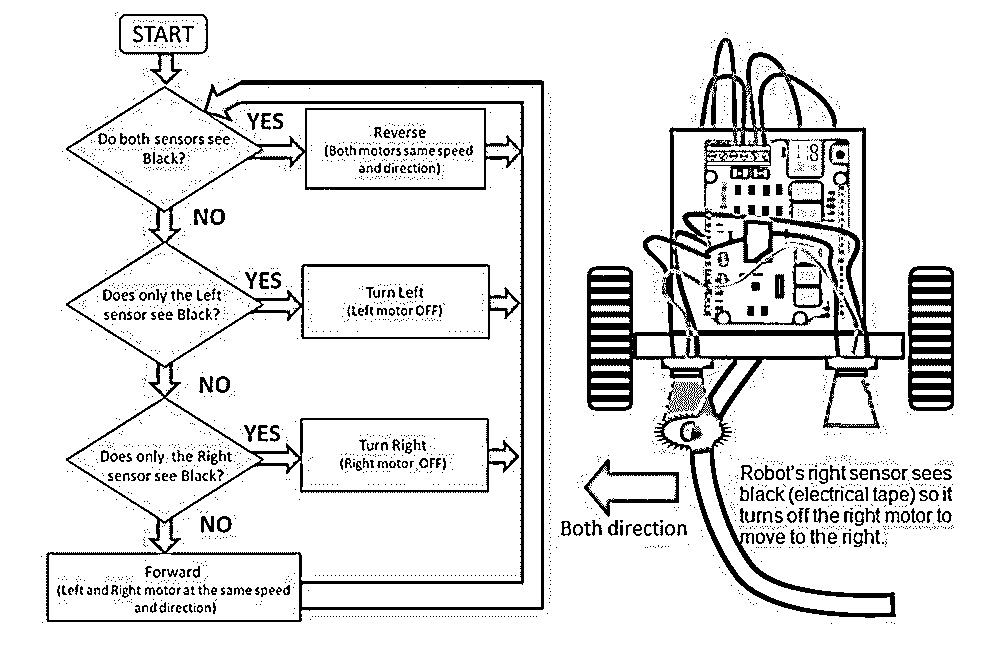 START
Do both sensors see
Black?
YES
Reverse
(Both motors same speed
and direction)
NO
Does only the Left
sensor see Black?
YES
Turn Left
(Left motor OFF)
NO
Does only the Right
sensor see Black?
YES
Turn Right
(Right motor OFF)
NO
Forward
(Left and Right motor at the same speed
and direction)
Both direction
Robot's right sensor sees
black (electrical tape) so it
turns off the right motor to
move to the right.